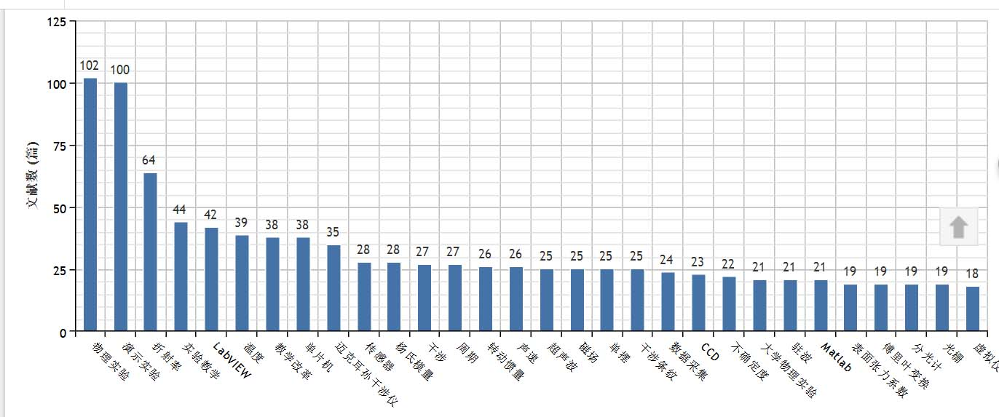 文献数 (篇)
125
100
75
50
25
0
102
100
64
44
42
39
38
38
35
28
28
27
27
26
26
25
25
25
25
24
23
22
21
21
21
19
19
19
19
18
物理实验
演示实验
折射率
实验教学
LabVIEW
温度
教学改革
单片机
迈克耳孙干涉仪
传感器
杨氏模量
干涉
周期
转动惯量
声速
超声波
磁场
单摆
干涉条纹
数据采集
CCD
不确定度
大学物理实验
驻波
Matlab
表面张力系数
傅里叶变换
分光计
光栅
虚拟仪